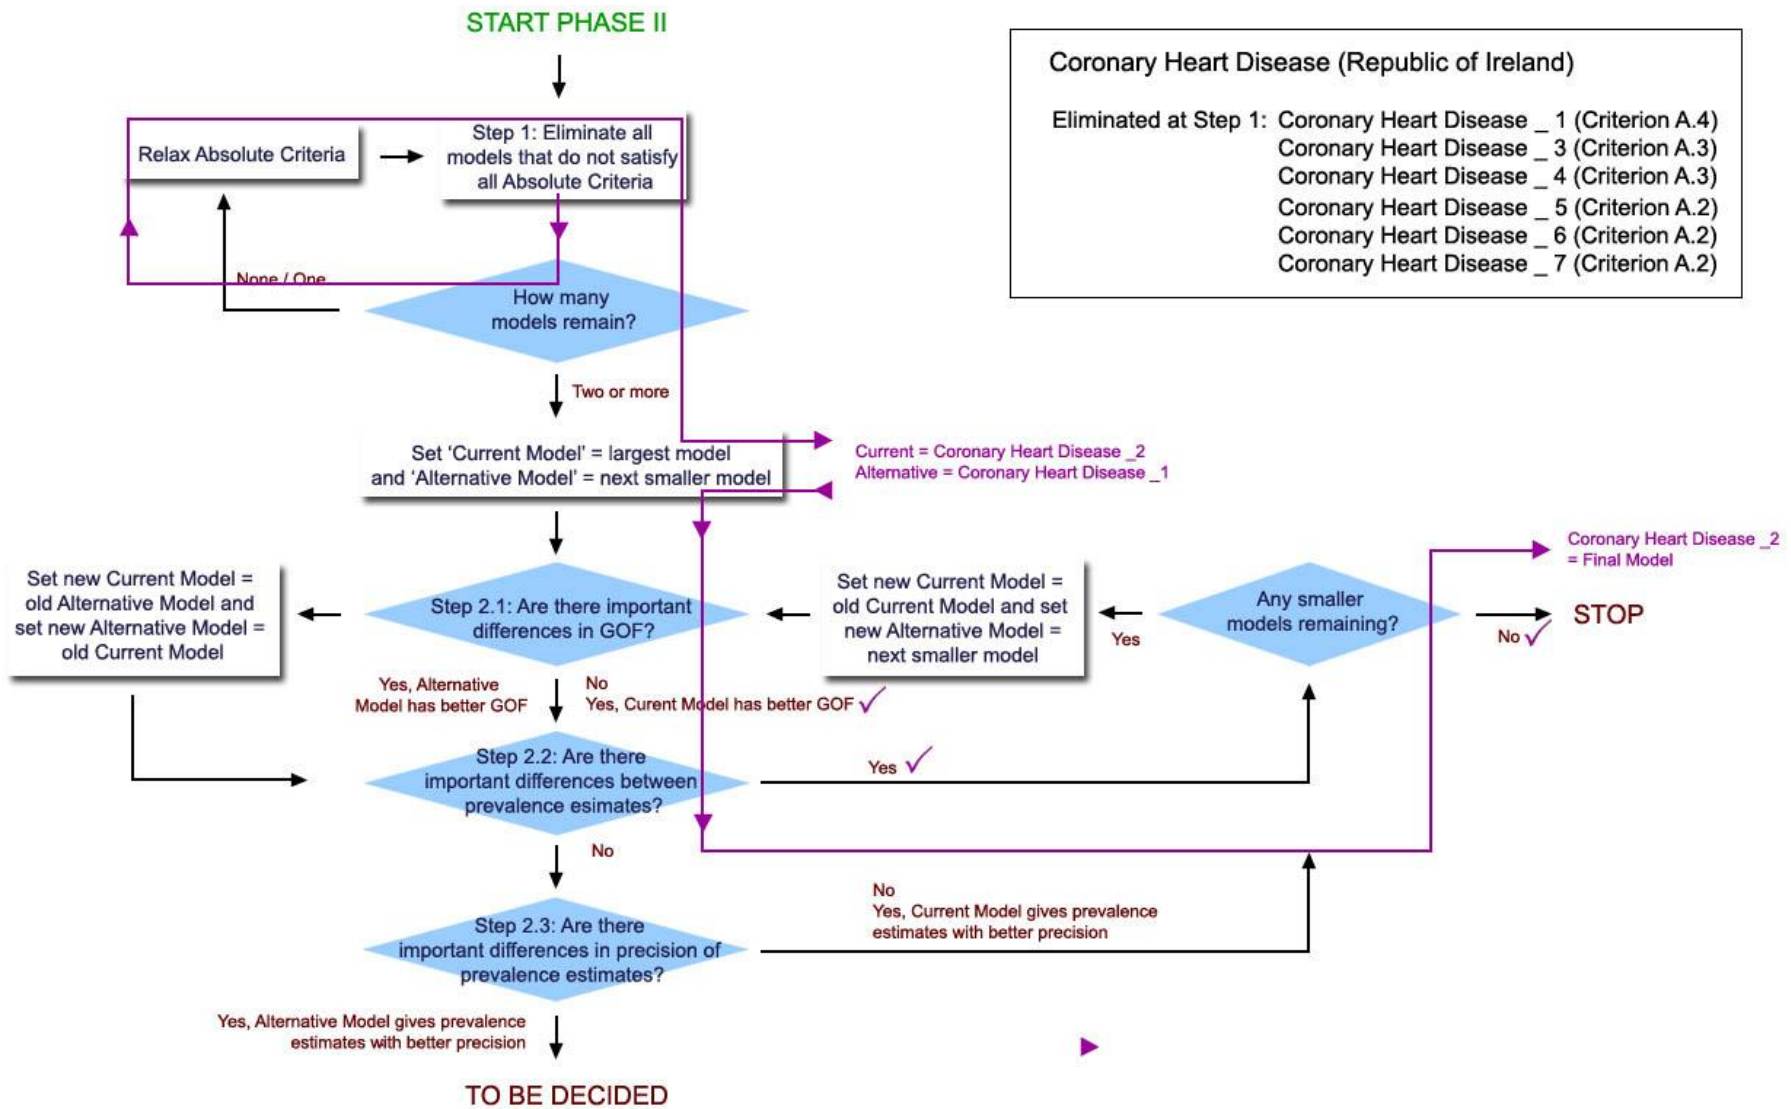 START PHASE II
Coronary Heart Disease (Republic of Ireland)
Eliminated at Step 1: Coronary Heart Disease _ 1 (Criterion A.4)
Coronary Heart Disease _ 3 (Criterion A.3)
Coronary Heart Disease _ 4 (Criterion A.3)
Coronary Heart Disease _ 5 (Criterion A.2)
Coronary Heart Disease _ 6 (Criterion A.2)
Coronary Heart Disease _ 7 (Criterion A.2)
Relax Absolute Criteria
Step 1: Eliminate all
models that do not satisfy
all Absolute Criteria
None / One
How many
models remain?
Two or more
Set ‘Current Model’ = largest model
and ‘Alternative Model’ = next smaller model
Current = Coronary Heart Disease _2
Alternative = Coronary Heart Disease _1
Coronary Heart Disease _2
= Final Model
Set new Current Model =
old Alternative Model and
set new Alternative Model =
old Current Model
Step 2.1: Are there important
differences in GOF?
Set new Current Model =
old Current Model and set
new Alternative Model =
next smaller model
Yes
Any smaller
models remaining?
No
STOP
Yes, Alternative
Model has better GOF
No
Yes, Curent Model has better GOF
Step 2.2: Are there
important differences between
prevalence esimates?
Yes
No
Step 2.3: Are there
important differences in precision of
prevalence estimates?
No
Yes, Current Model gives prevalence
estimates with better precision
Yes, Alternative Model gives prevalence
estimates with better precision
TO BE DECIDED